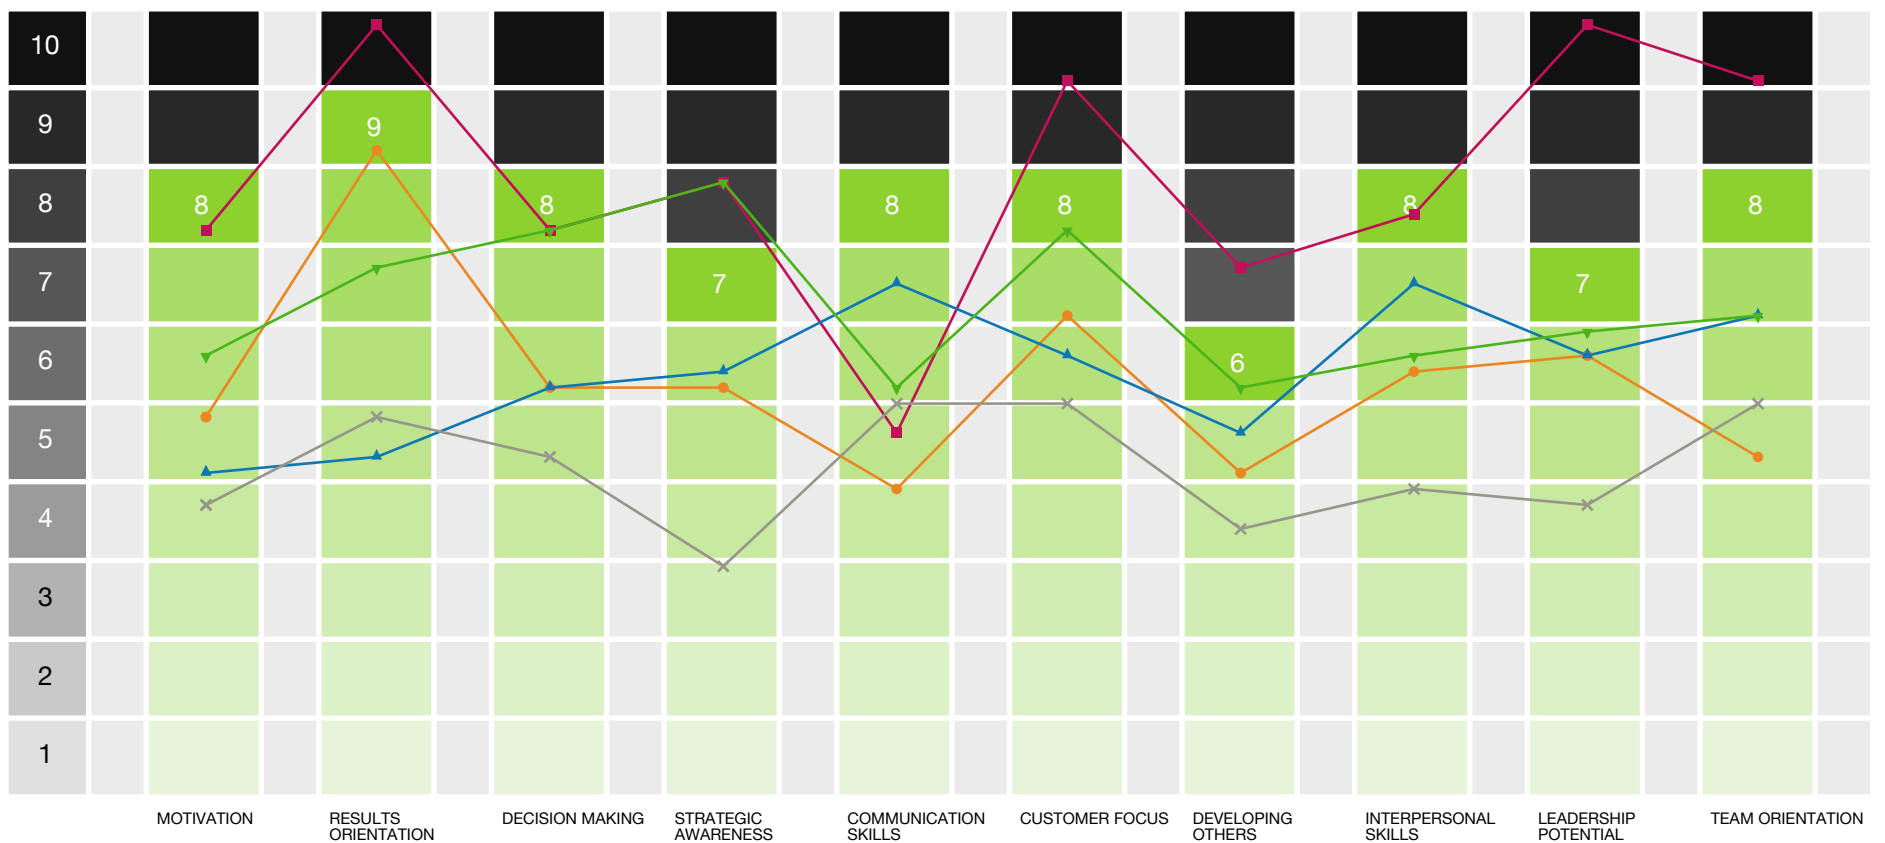 10
9
9
8
8
8
8
8
8
8
7
7
7
6
6
5
4
3
2
1
MOTIVATION
RESULTS
ORIENTATION
DECISION MAKING
STRATEGIC
AWARENESS
COMMUNICATION
SKILLS
CUSTOMER FOCUS
DEVELOPING
OTHERS
INTERPERSONAL
SKILLS
LEADERSHIP
POTENTIAL
TEAM ORIENTATION